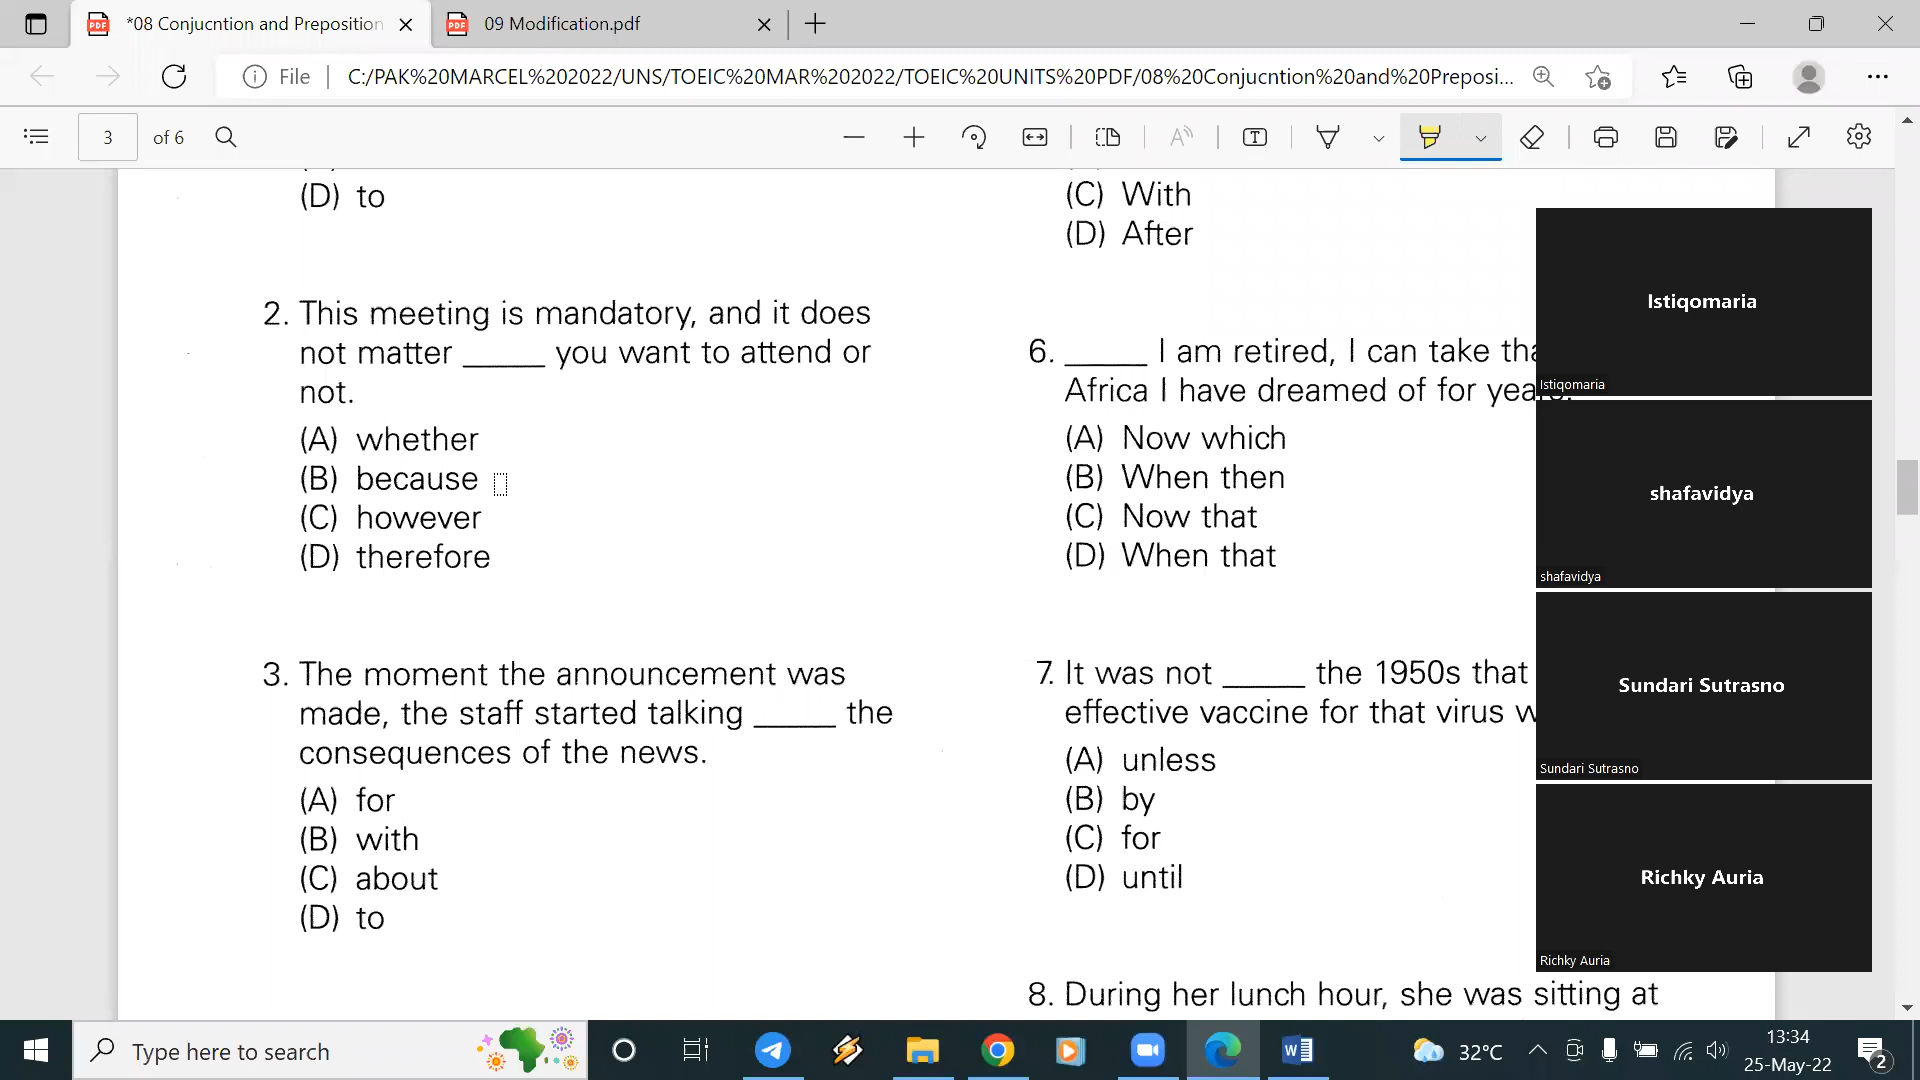 *08 Conjucntion and Preposition
09 Modification.pdf
File
C:/PAK%20MARCEL%202022/UNS/TOEIC%20MAR%202022/TOEIC%20UNITS%20PDF/08%20Conjucntion%20and%20Preposi...
3 of 6
(D) to
2. This meeting is mandatory, and it does
not matter _____ you want to attend or
not.
(A) whether
(B) because
(C) however
(D) therefore
3. The moment the announcement was
made, the staff started talking _____ the
consequences of the news.
(A) for
(B) with
(C) about
(D) to
(C) With
(D) After
6. _____ I am retired, I can take
Africa I have dreamed of for years.
(A) Now which
(B) When then
(C) Now that
(D) When that
7. It was not _____ the 1950s that
effective vaccine for that virus
(A) unless
(B) by
(C) for
(D) until
8. During her lunch hour, she was sitting at
Istiqomaria
Istiqomaria
shafavidya
shafavidya
Sundari Sutrasno
Sundari Sutrasno
Richky Auria
Richky Auria
Type here to search
32°C
13:34
25-May-22
2